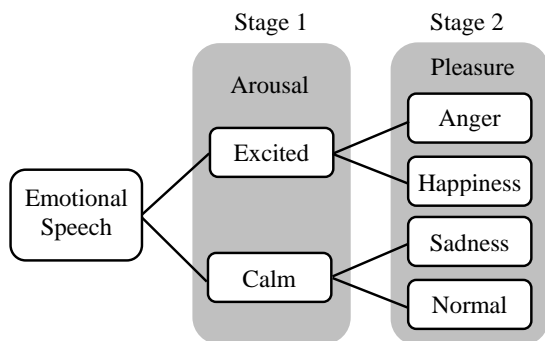 Stage 1
Stage 2
Arousal
Pleasure
Emotional
Speech
Excited
Calm
Anger
Happiness
Sadness
Normal